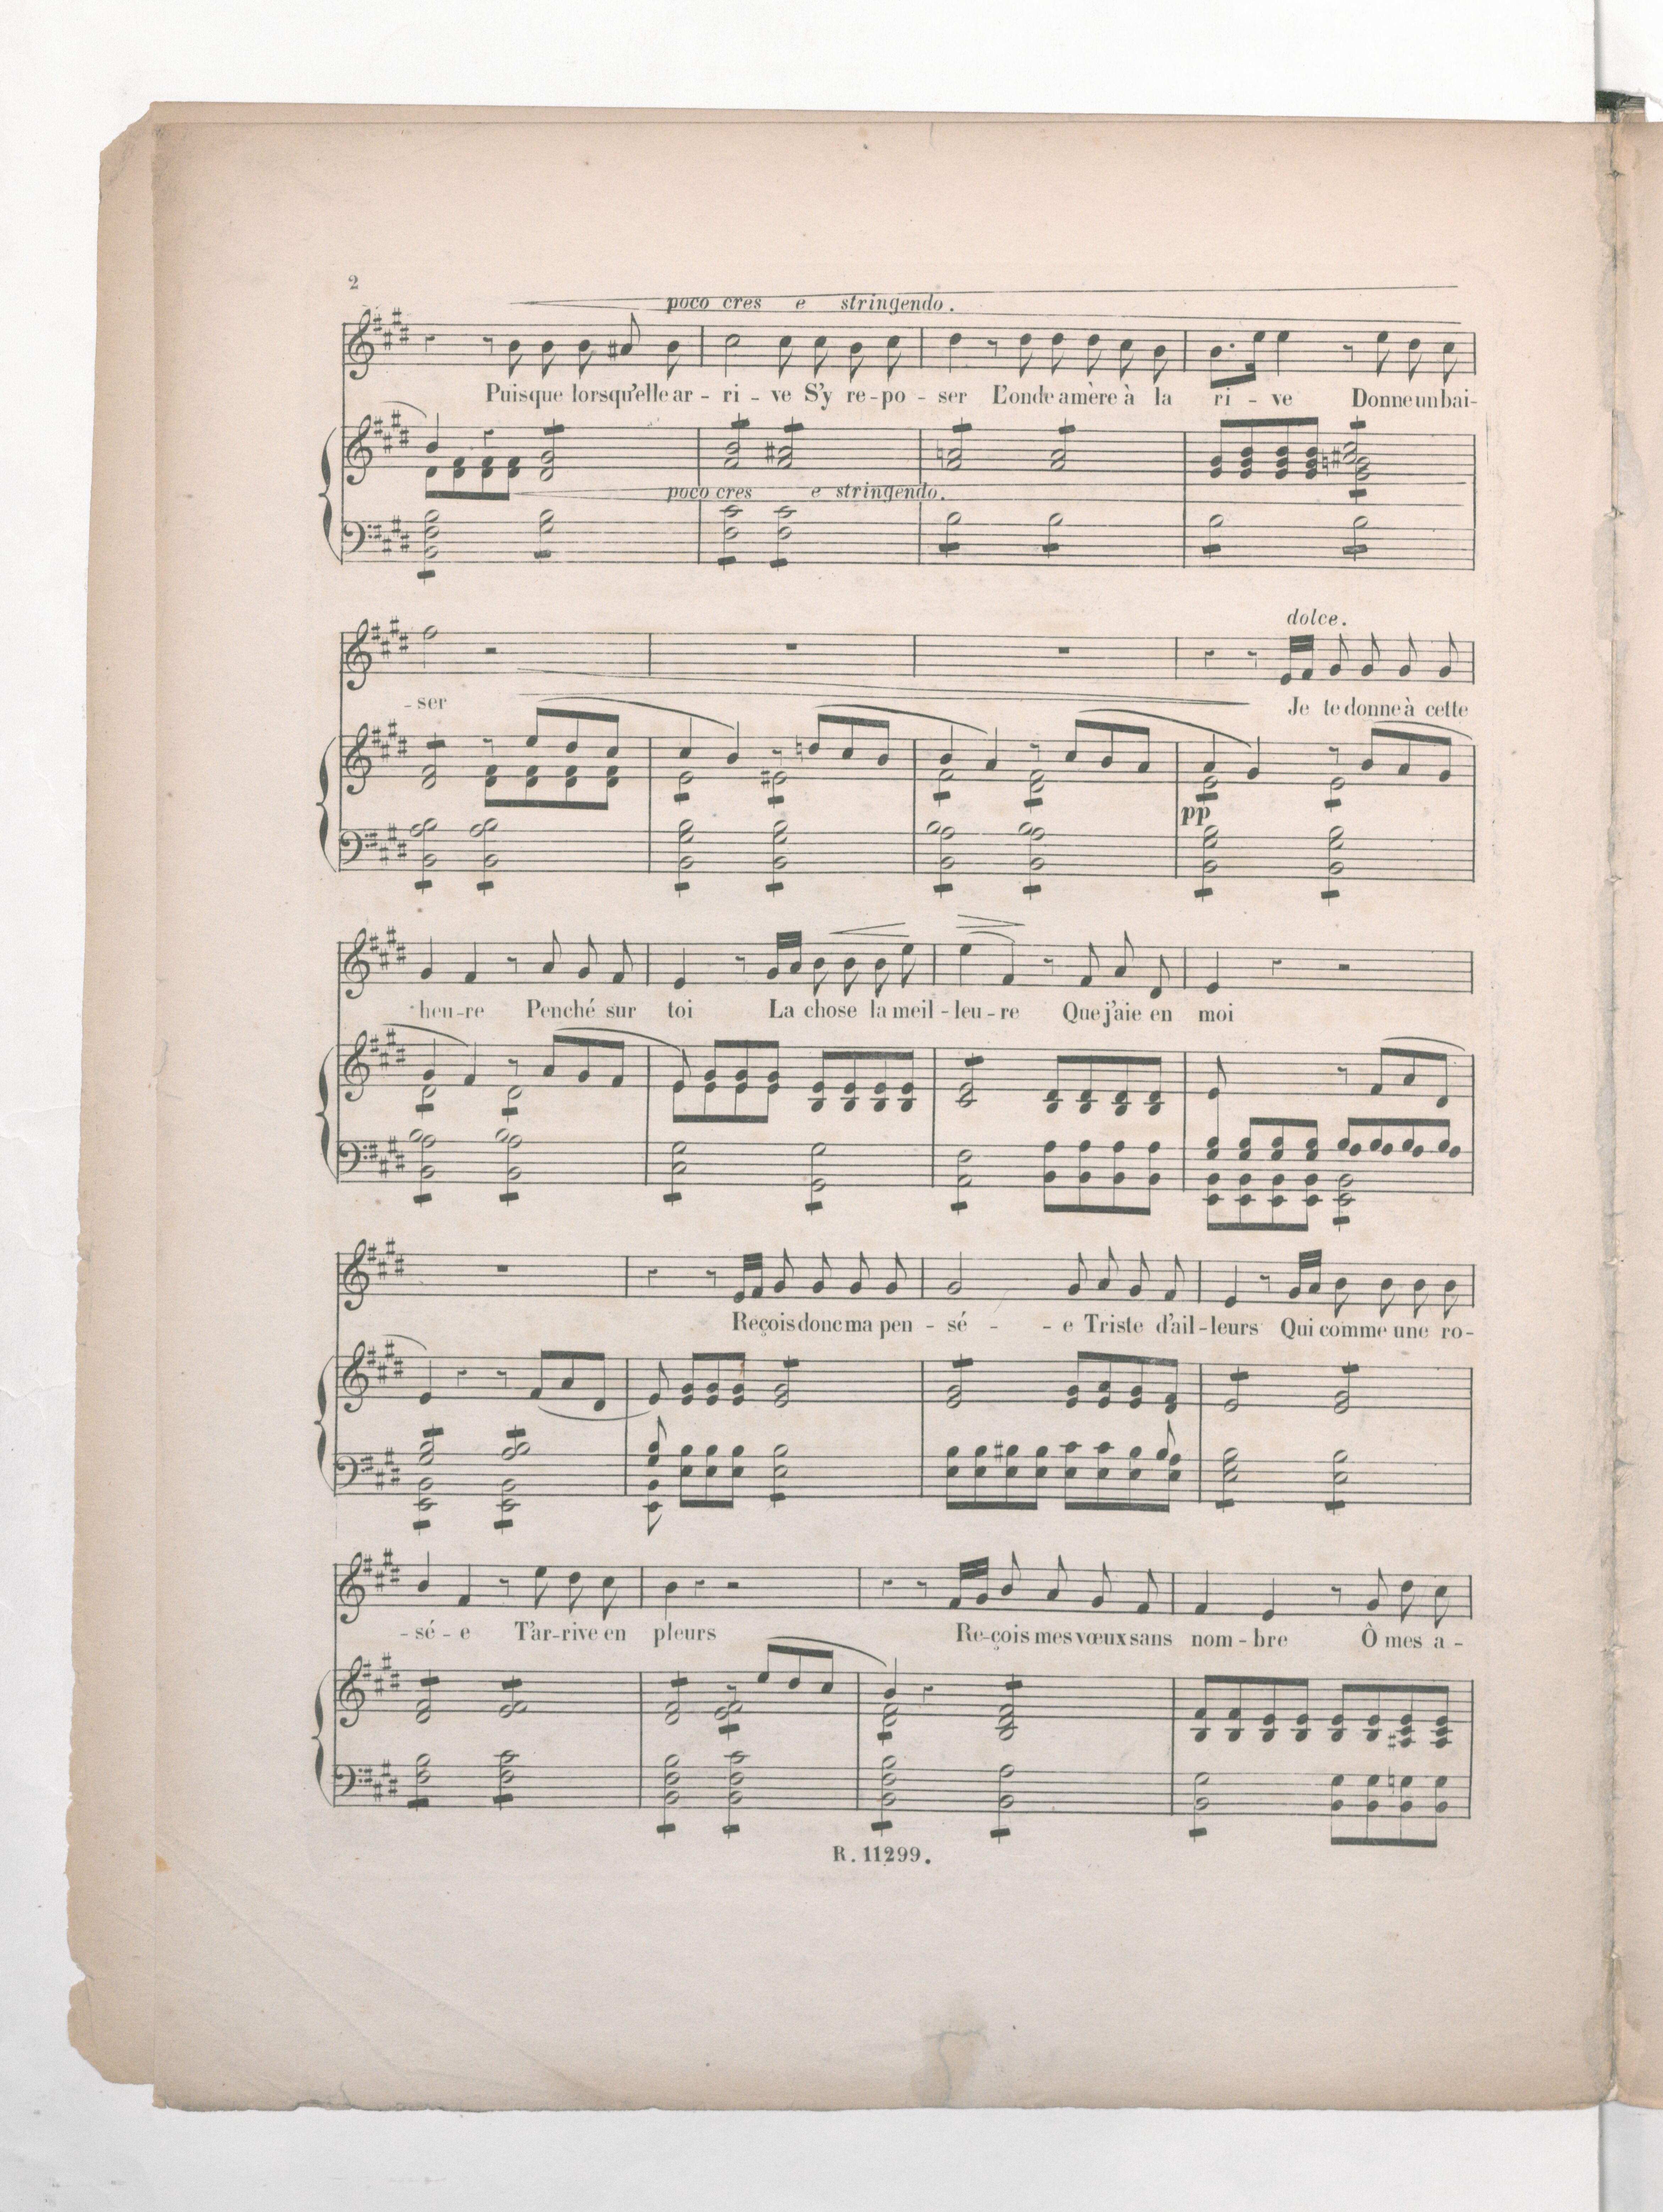 2
poco cres e stringendo.
Puisque lorsqu'elle ar - ri - ve S'y re - po - ser L'onde amère à la ri - ve Donne un bai-
poco cres e stringendo.
dolce.
- ser Je te donne à cette
pp
heu - re Penché sur toi La chose la meil - leu - re Que j'aie en moi
Reçois donc ma pen - sé - - e Triste d'ail - leurs Qui comme une ro-
- sé - e T'ar - rive en pleurs Re - çois mes vœux sans nom - bre Ô mes a -
R. 11299.